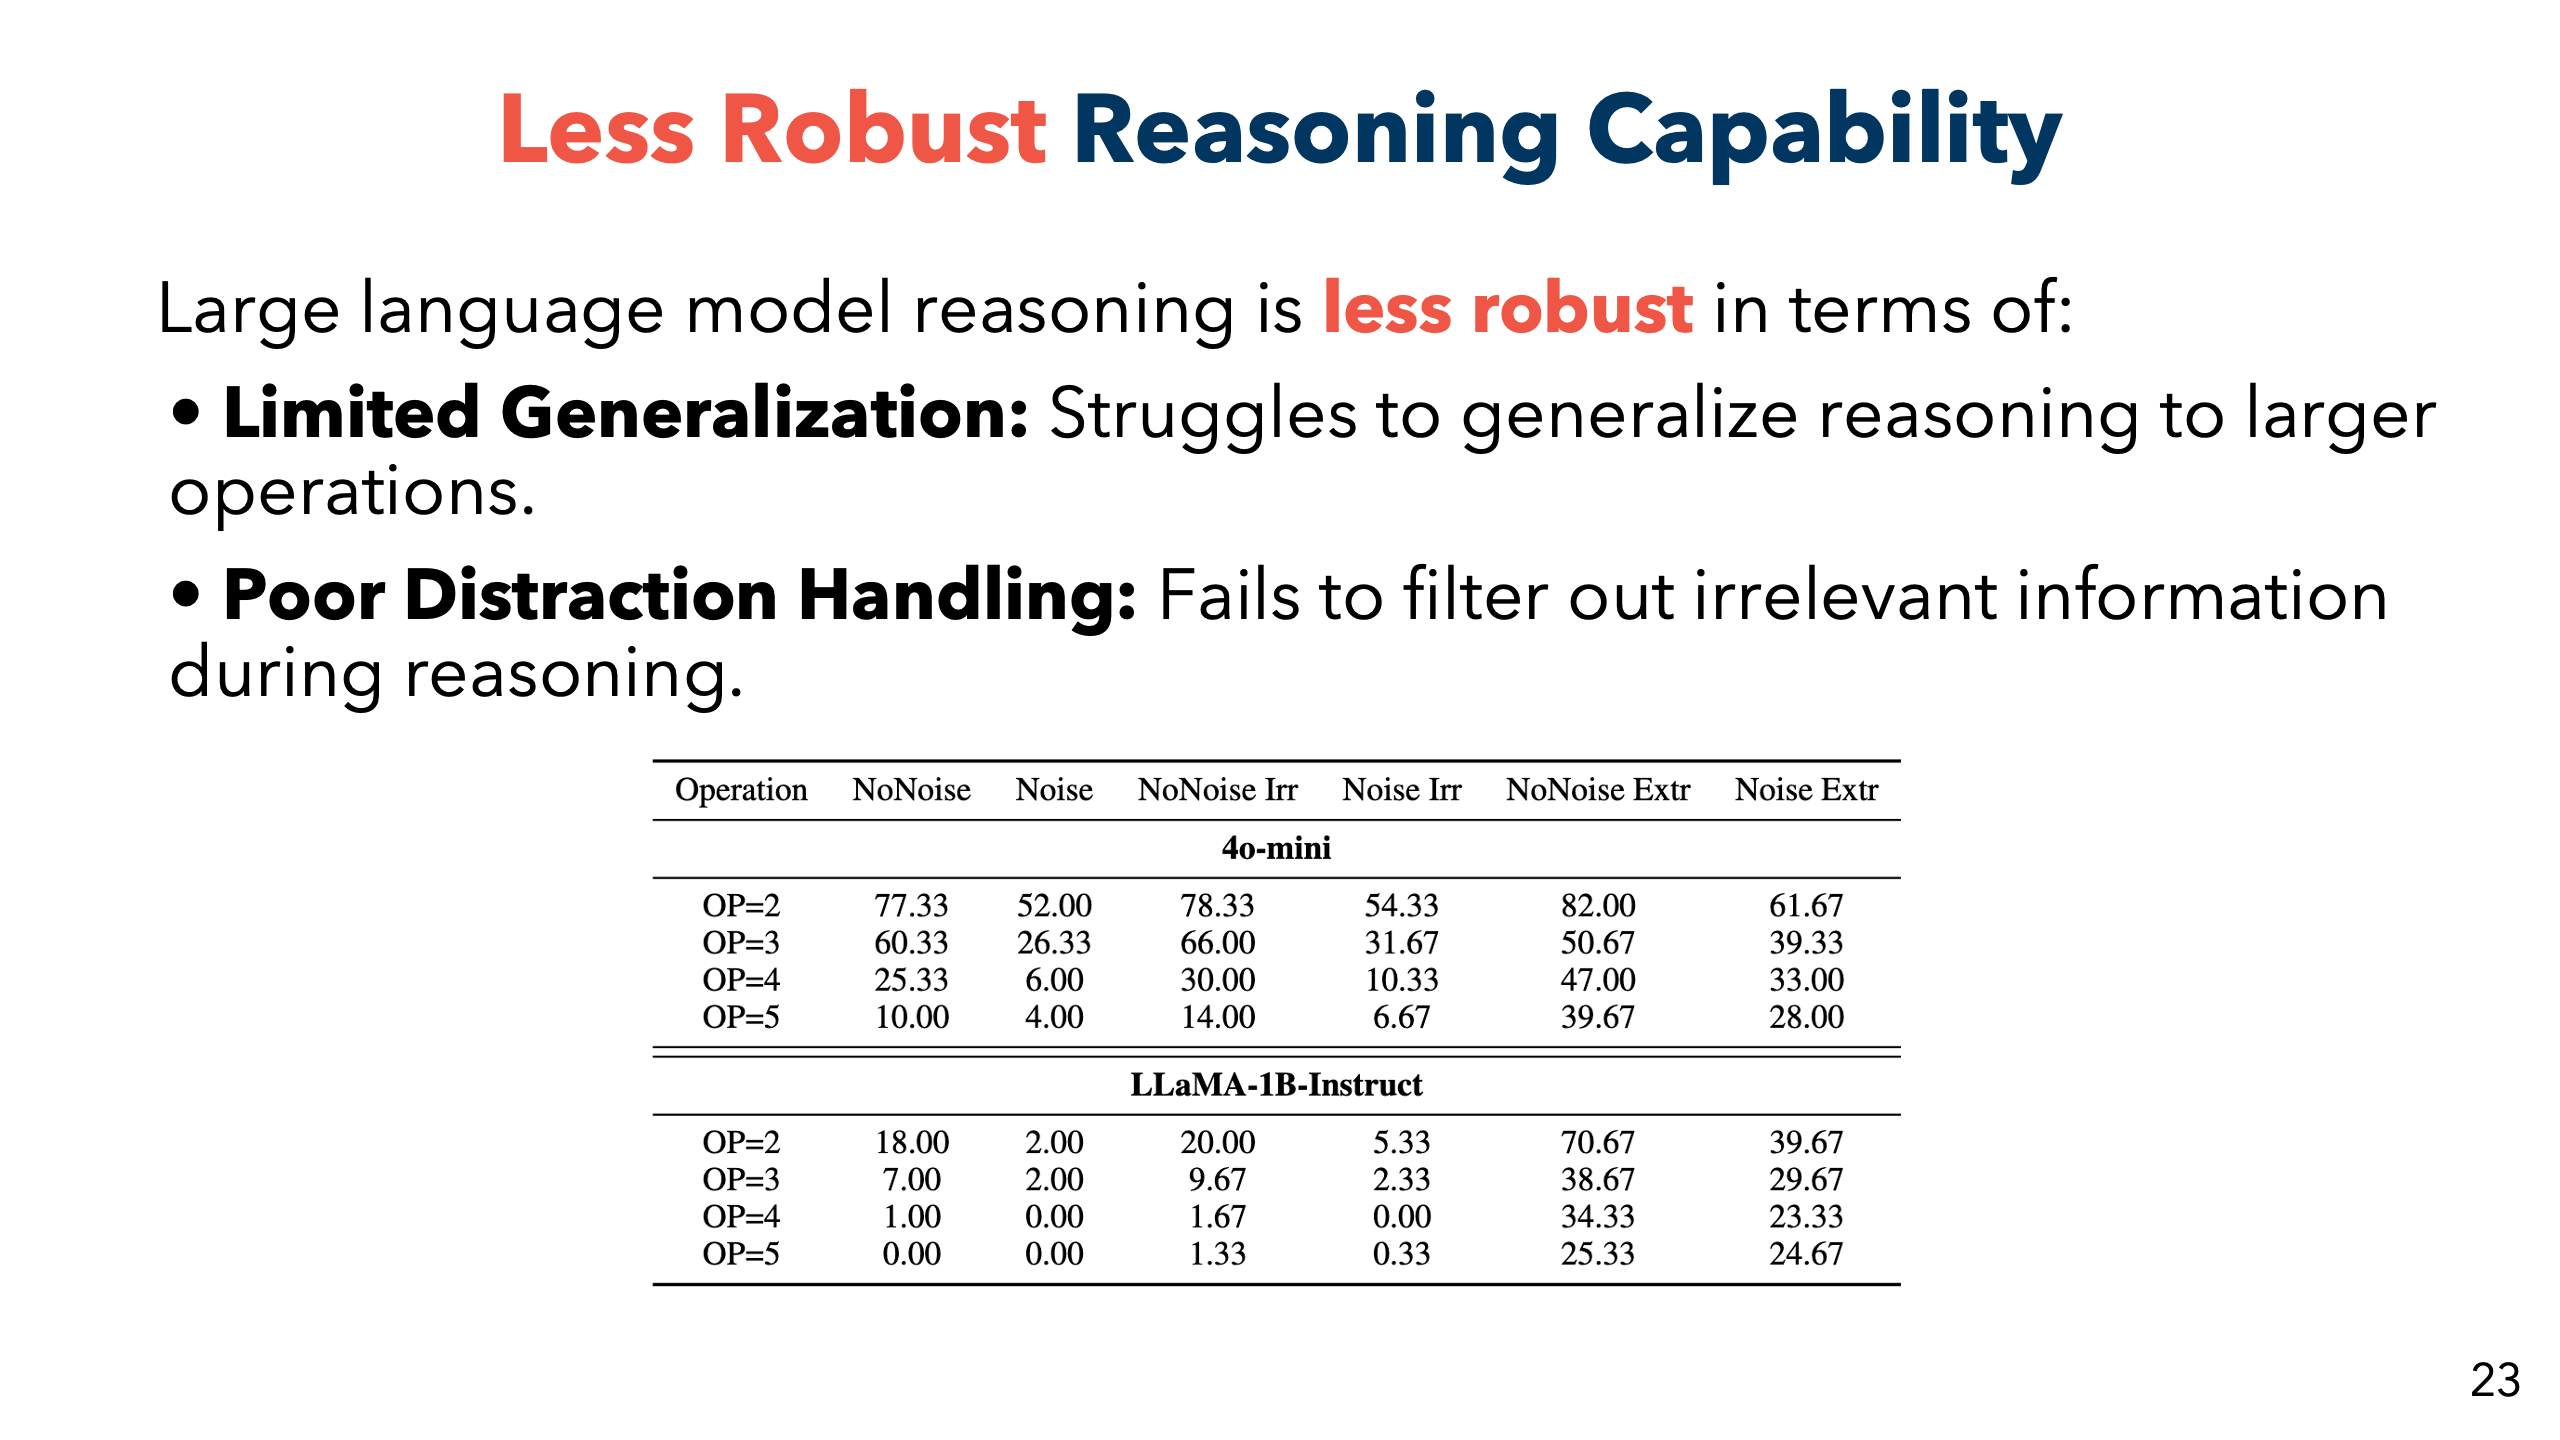 Less Robust Reasoning Capability
Large language model reasoning is less robust in terms of:
• Limited Generalization: Struggles to generalize reasoning to larger
operations.
• Poor Distraction Handling: Fails to filter out irrelevant information
during reasoning.
Operation NoNoise Noise NoNoise Irr Noise Irr NoNoise Extr Noise Extr
4o-mini
OP=2 77.33 52.00 78.33 54.33 82.00 61.67
OP=3 60.33 26.33 66.00 31.67 50.67 39.33
OP=4 25.33 6.00 30.00 10.33 47.00 33.00
OP=5 10.00 4.00 14.00 6.67 39.67 28.00
LLaMA-1B-Instruct
OP=2 18.00 2.00 20.00 5.33 70.67 39.67
OP=3 7.00 2.00 9.67 2.33 38.67 29.67
OP=4 1.00 0.00 1.67 0.00 34.33 23.33
OP=5 0.00 0.00 1.33 0.33 25.33 24.67
23